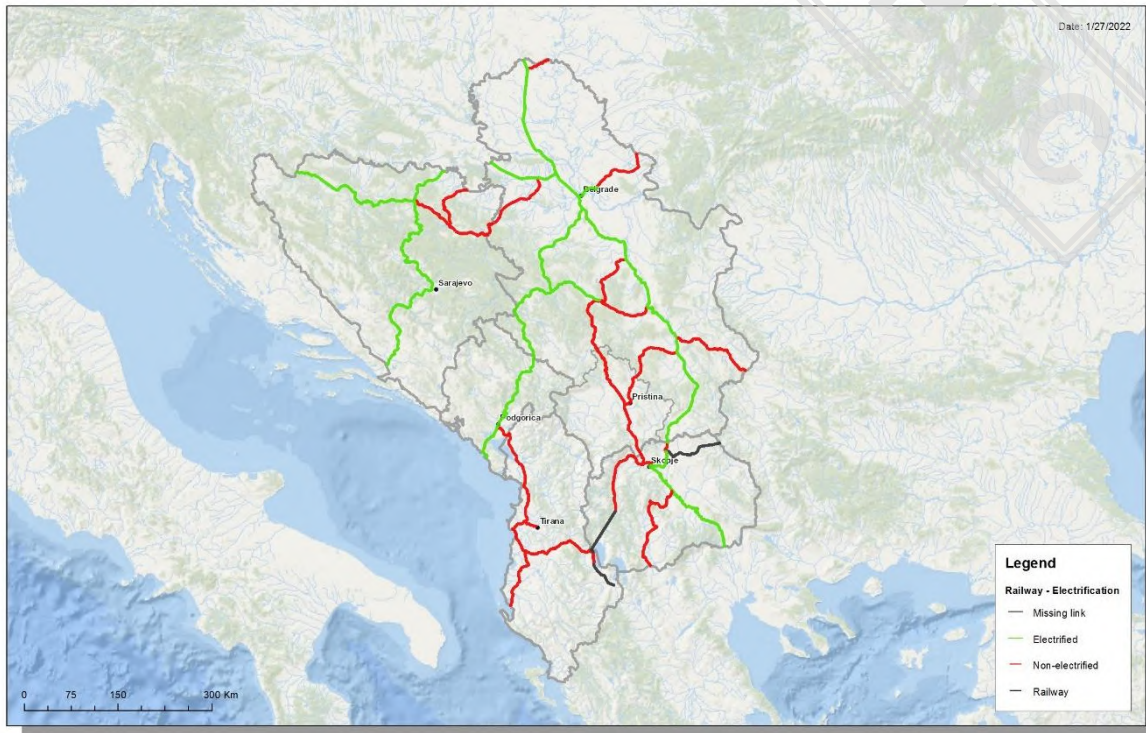 Date: 1/27/2022
Belgrade
Sarajevo
Podgorica
Pristina
Skopje
Tirana
Legend
Railway - Electrification
Missing link
Electrified
Non-electrified
Railway
0 75 150 300 Km